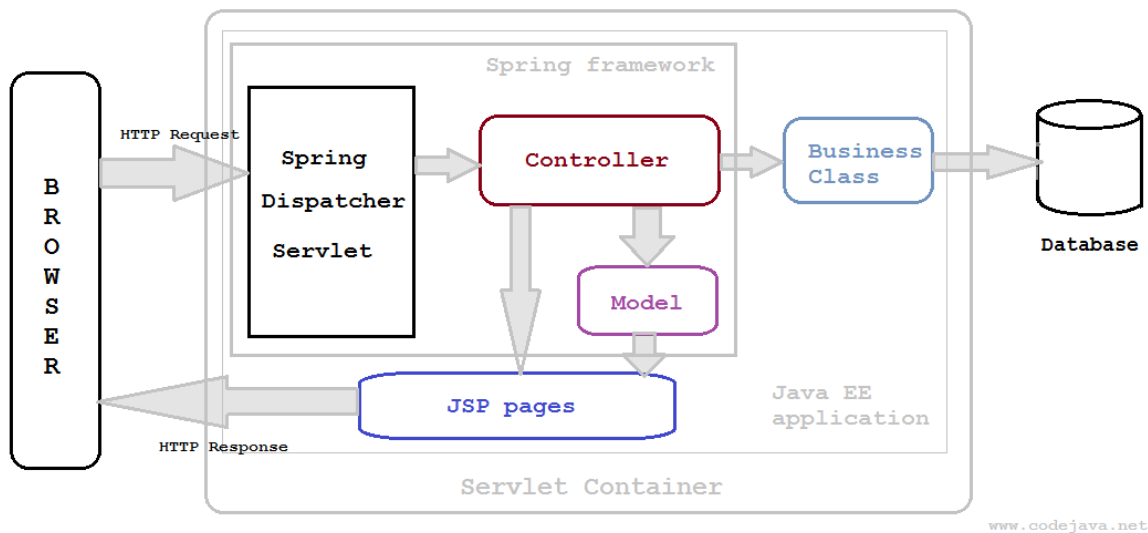 Spring framework
HTTP Request
B
R
O
W
S
E
R
Spring
Dispatcher
Servlet
Controller
Business
Class
Database
Model
JSP pages
Java EE
application
HTTP Response
Servlet Container
www.codejava.net